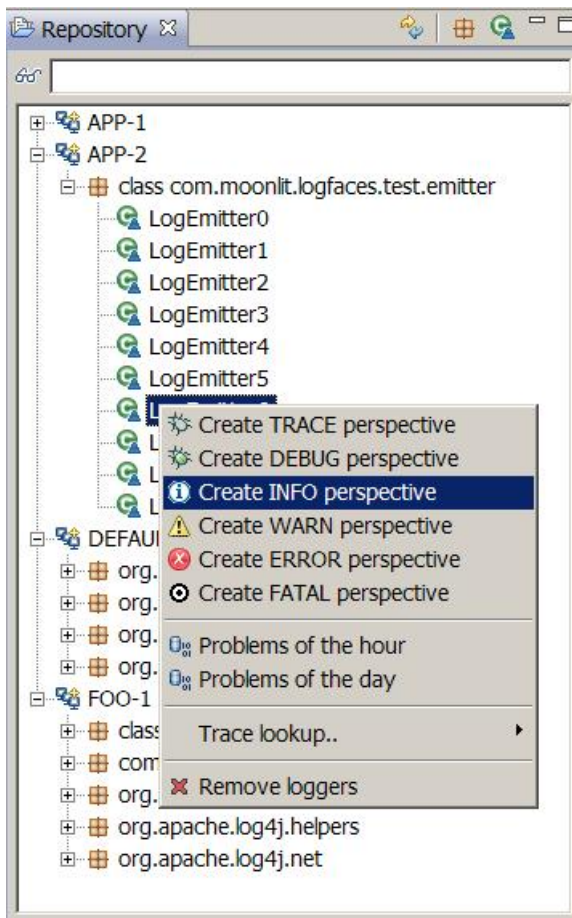 Repository
APP-1
APP-2
class com.moonlit.logfaces.test.emitter
LogEmitter0
LogEmitter1
LogEmitter2
LogEmitter3
LogEmitter4
LogEmitter5
L
Create TRACE perspective
Create DEBUG perspective
L
Create INFO perspective
L
Create WARN perspective
DEFAU
Create ERROR perspective
org.
Create FATAL perspective
org.
org.
Problems of the hour
org.
Problems of the day
FOO-1
class
Trace lookup..
com
org.
Remove loggers
org.apache.log4j.helpers
org.apache.log4j.net